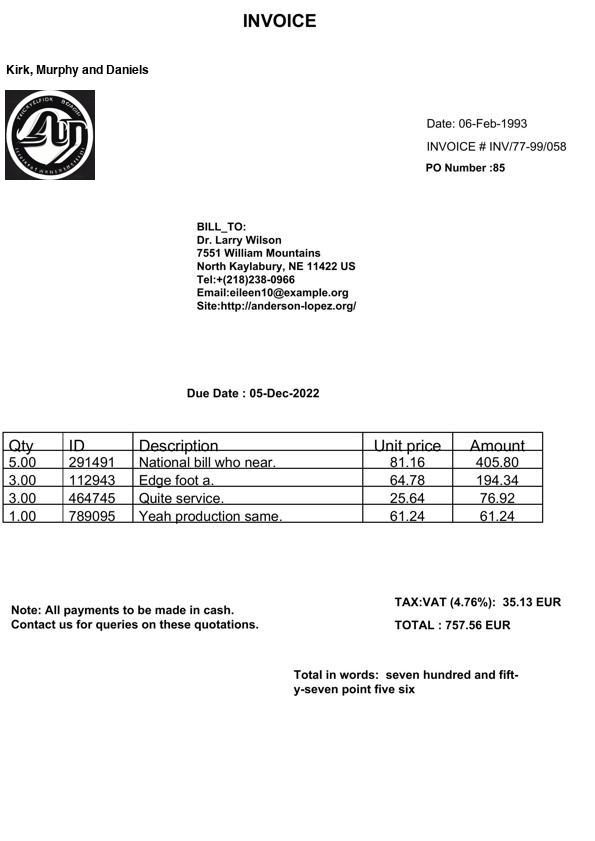 INVOICE
Kirk, Murphy and Daniels
Date: 06-Feb-1993
INVOICE # INV/77-99/058
PO Number :85
BILL_TO:
Dr. Larry Wilson
7551 William Mountains
North Kaylabury, NE 11422 US
Tel:+(218)238-0966
Email:eileen10@example.org
Site:http://anderson-lopez.org/
Due Date : 05-Dec-2022
Qty ID Description Unit price Amount
5.00 291491 National bill who near. 81.16 405.80
3.00 112943 Edge foot a. 64.78 194.34
3.00 464745 Quite service. 25.64 76.92
1.00 789095 Yeah production same. 61.24 61.24
TAX:VAT (4.76%): 35.13 EUR
Note: All payments to be made in cash.
Contact us for queries on these quotations.
TOTAL : 757.56 EUR
Total in words: seven hundred and fift-
y-seven point five six